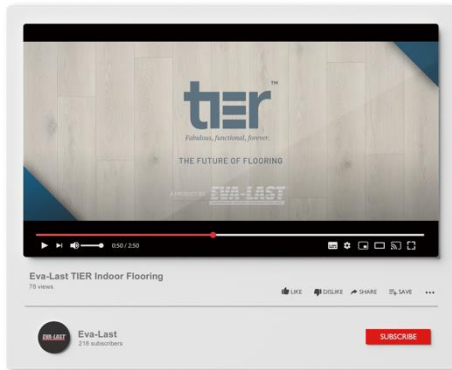 tier™
Fabulous, functional, forever.
THE FUTURE OF FLOORING
A PRODUCT BY EVA-LAST
0:50 / 2:50
Eva-Last TIER Indoor Flooring
78 views
LIKE DISLIKE SHARE SAVE
EVA-LAST
Eva-Last
218 subscribers
SUBSCRIBE